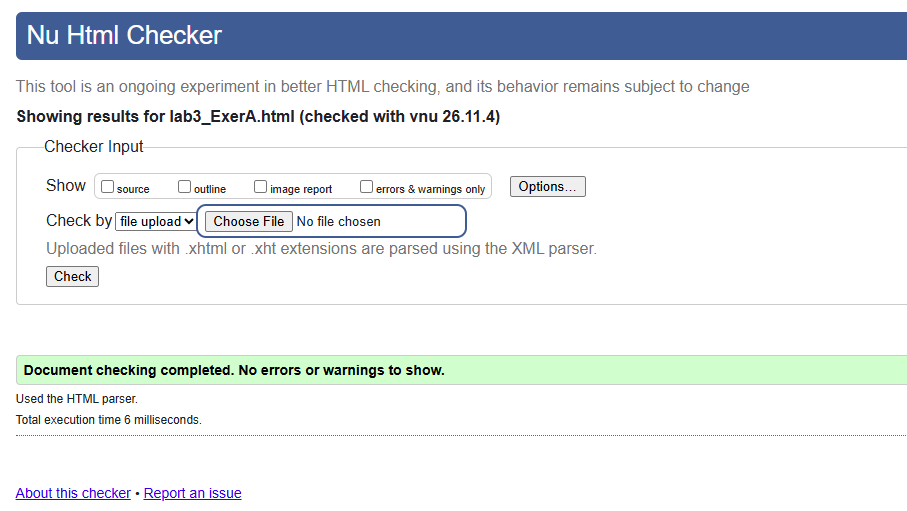 Nu Html Checker
This tool is an ongoing experiment in better HTML checking, and its behavior remains subject to change
Showing results for lab3_ExerA.html (checked with vnu 26.11.4)
Checker Input
Show source outline image report errors & warnings only Options...
Check by file upload Choose File No file chosen
Uploaded files with .xhtml or .xht extensions are parsed using the XML parser.
Check
Document checking completed. No errors or warnings to show.
Used the HTML parser.
Total execution time 6 milliseconds.
About this checker • Report an issue